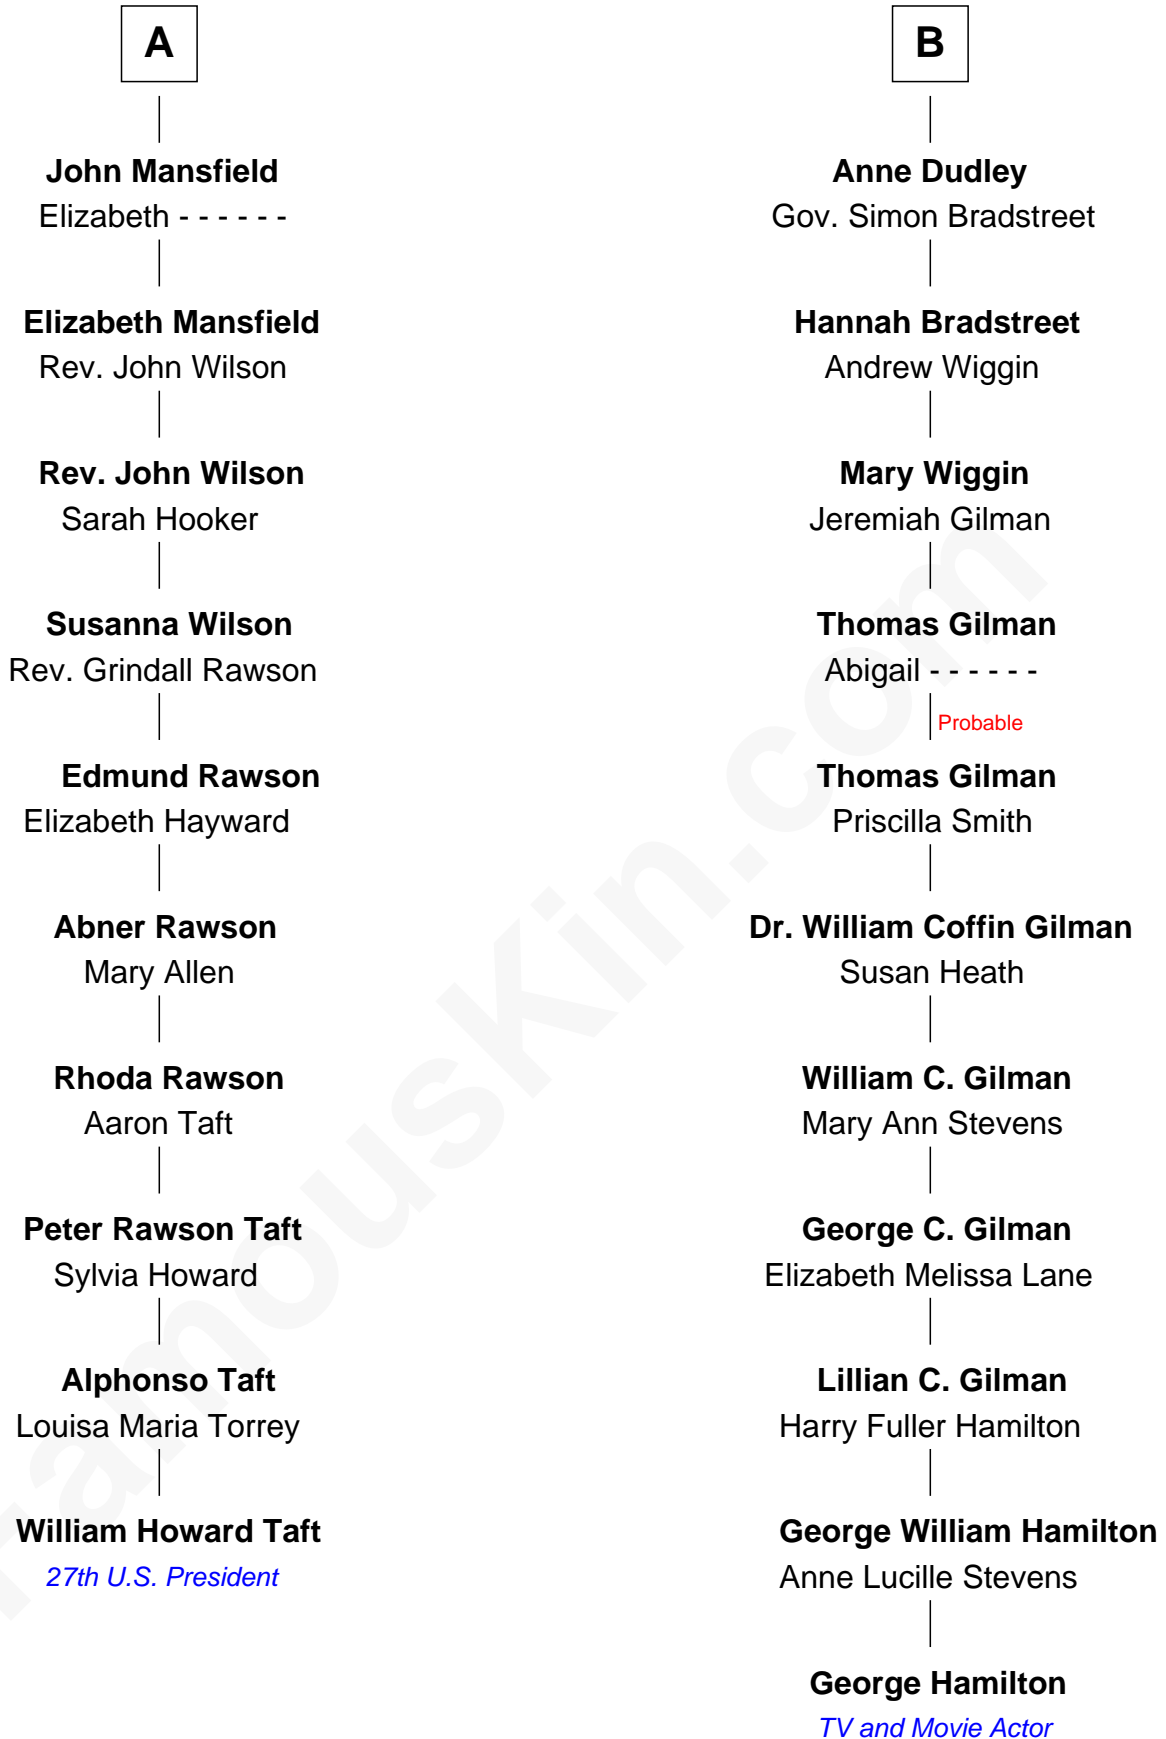 A
John Mansfield
Elizabeth - - - - - -
Elizabeth Mansfield
Rev. John Wilson
Rev. John Wilson
Sarah Hooker
Susanna Wilson
Rev. Grindall Rawson
Edmund Rawson
Elizabeth Hayward
Abner Rawson
Mary Allen
Rhoda Rawson
Aaron Taft
Peter Rawson Taft
Sylvia Howard
Alphonso Taft
Louisa Maria Torrey
William Howard Taft
27th U.S. President
B
Anne Dudley
Gov. Simon Bradstreet
Hannah Bradstreet
Andrew Wiggin
Mary Wiggin
Jeremiah Gilman
Thomas Gilman
Abigail - - - - - -
Probable
Thomas Gilman
Priscilla Smith
Dr. William Coffin Gilman
Susan Heath
William C. Gilman
Mary Ann Stevens
George C. Gilman
Elizabeth Melissa Lane
Lillian C. Gilman
Harry Fuller Hamilton
George William Hamilton
Anne Lucille Stevens
George Hamilton
TV and Movie Actor
FamousKin.com